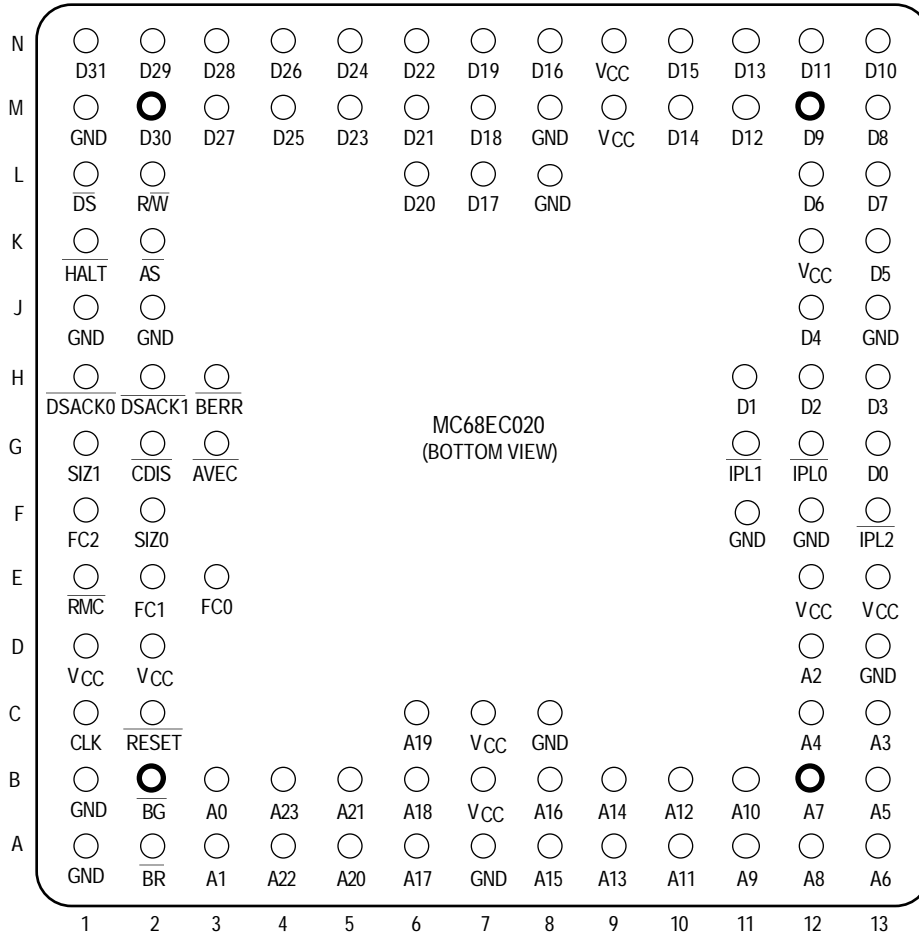 N
D31 D29 D28 D26 D24 D22 D19 D16 VCC D15 D13 D11 D10
M
GND D30 D27 D25 D23 D21 D18 GND VCC D14 D12 D9 D8
L
DS R/W D20 D17 GND D6 D7
K
HALT AS VCC D5
J
GND GND D4 GND
H
DSACK0 DSACK1 BERR D1 D2 D3
MC68EC020
(BOTTOM VIEW)
G
SIZ1 CDIS AVEC IPL1 IPL0 D0
F
FC2 SIZ0 GND GND IPL2
E
RMC FC1 FC0 VCC VCC
D
VCC VCC A2 GND
C
CLK RESET A19 VCC GND A4 A3
B
GND BG A0 A23 A21 A18 VCC A16 A14 A12 A10 A7 A5
A
GND BR A1 A22 A20 A17 GND A15 A13 A11 A9 A8 A6
1 2 3 4 5 6 7 8 9 10 11 12 13